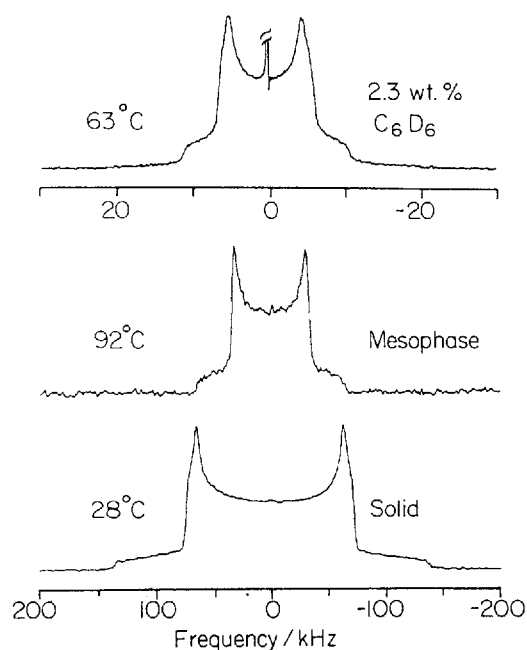 2.3 wt.%
63°C
C6D6
20 0 -20
92°C Mesophase
28°C Solid
200 100 0 -100 -200
Frequency / kHz